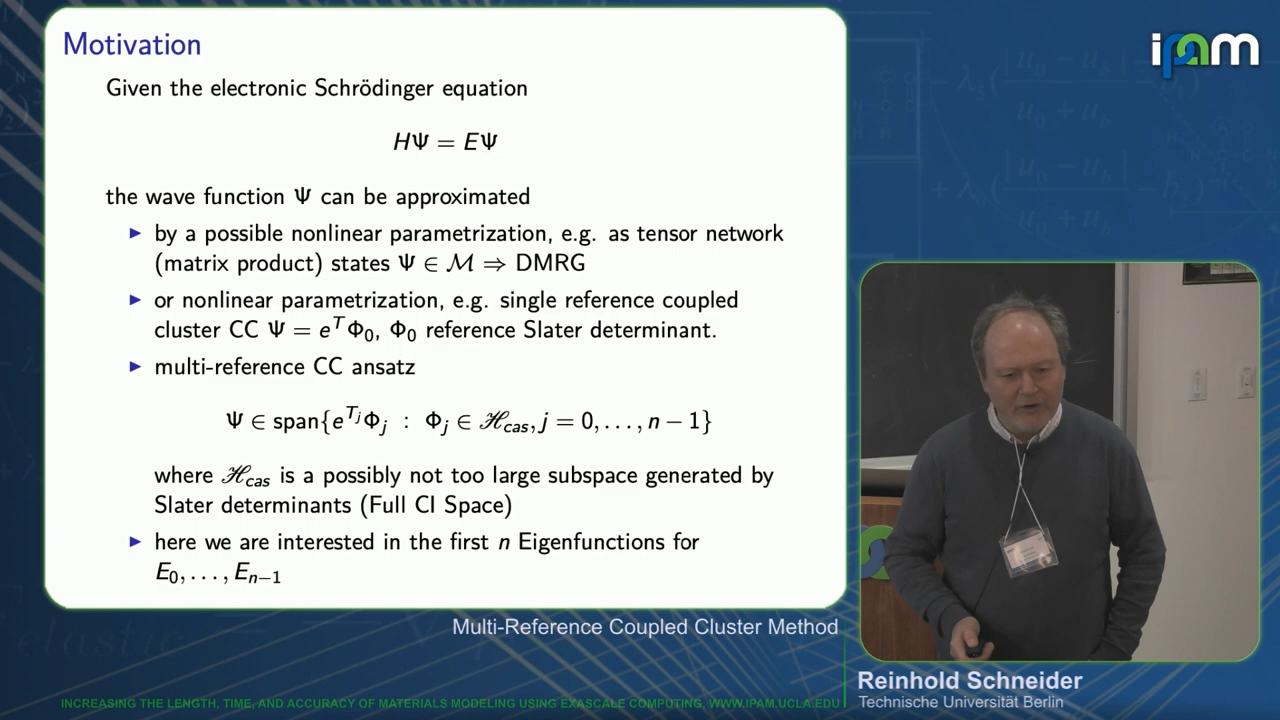 Motivation
Given the electronic Schrödinger equation
HΨ = EΨ
the wave function Ψ can be approximated
▶ by a possible nonlinear parametrization, e.g. as tensor network
(matrix product) states Ψ ∈ ℳ ⇒ DMRG
▶ or nonlinear parametrization, e.g. single reference coupled
cluster CC Ψ = e^T Φ₀, Φ₀ reference Slater determinant.
▶ multi-reference CC ansatz
Ψ ∈ span{e^{T_j}Φ_j : Φ_j ∈ ℋ_cas, j = 0, . . . , n − 1}
where ℋ_cas is a possibly not too large subspace generated by
Slater determinants (Full CI Space)
▶ here we are interested in the first n Eigenfunctions for
E₀, . . . , E_{n−1}
ipam
Multi-Reference Coupled Cluster Method
Reinhold Schneider
Technische Universität Berlin
INCREASING THE LENGTH, TIME, AND ACCURACY OF MATERIALS MODELING USING EXASCALE COMPUTING, WWW.IPAM.UCLA.EDU